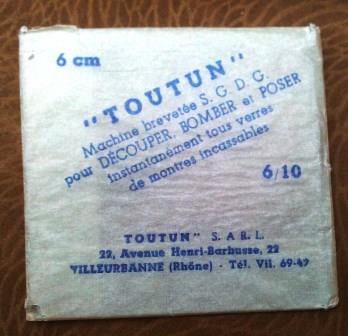 6 cm
"TOUTUN"
Machine brevetée S. G. D. G.
pour DÉCOUPER, BOMBER et POSER
instantanément tous verres
de montres incassables
6/10
TOUTUN" S. A R L.
22, Avenue Henri-Barbusse, 22
VILLEURBANNE (Rhône) - Tél. Vil. 69-47